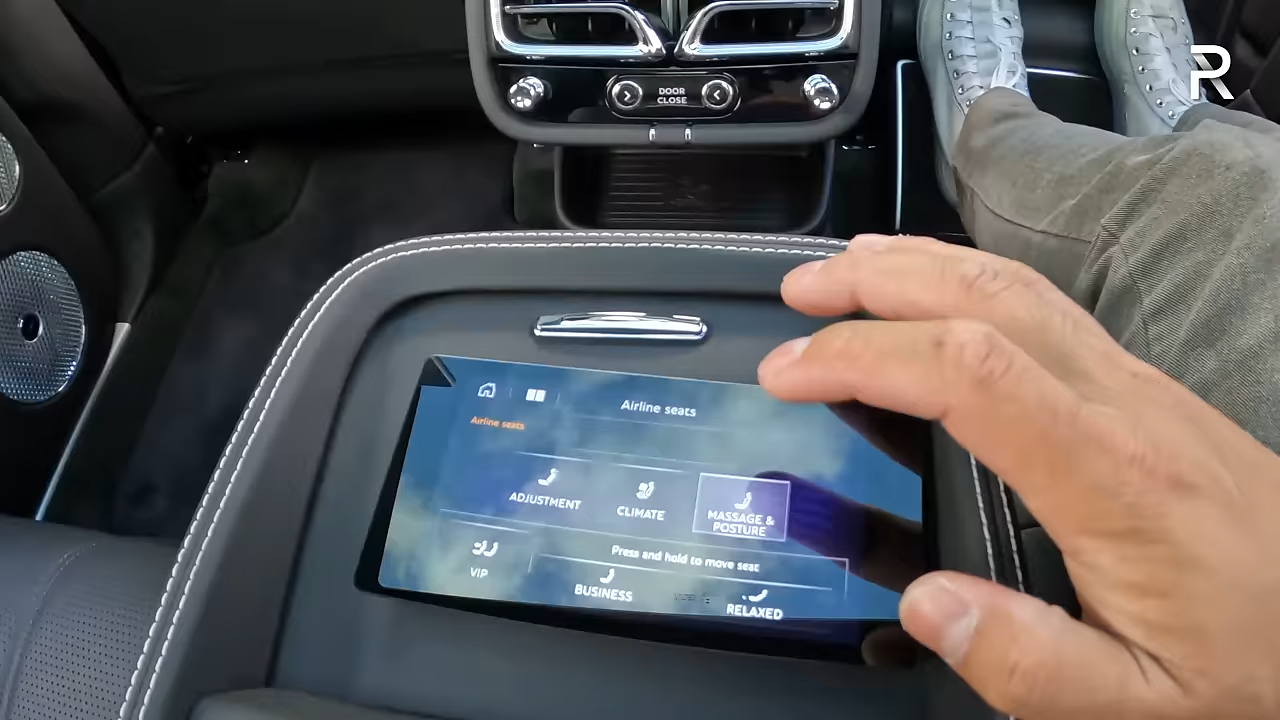 R
DOOR
CLOSE
Airline seats
Airline seats
ADJUSTMENT
CLIMATE
MASSAGE &
POSTURE
Press and hold to move seat
VIP
BUSINESS
RELAXED